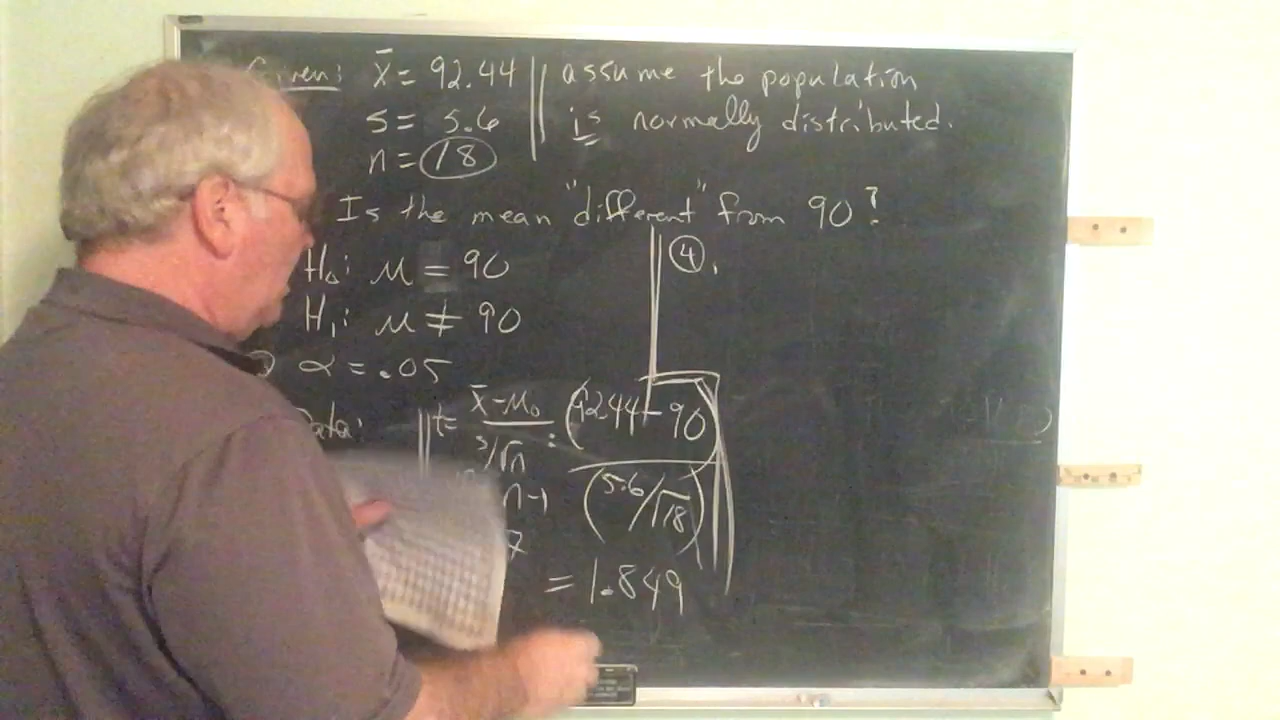 Given: x̄ = 92.44
s = 5.6
n = 18
assume the population
is normally distributed.
Is the mean "different" from 90?
H₀: μ = 90
H₁: μ ≠ 90
α = .05
Data:
t = x̄ - μ₀ / s/√n = (92.44 - 90) / (5.6/√18)
n-1
7
= 1.849
④.